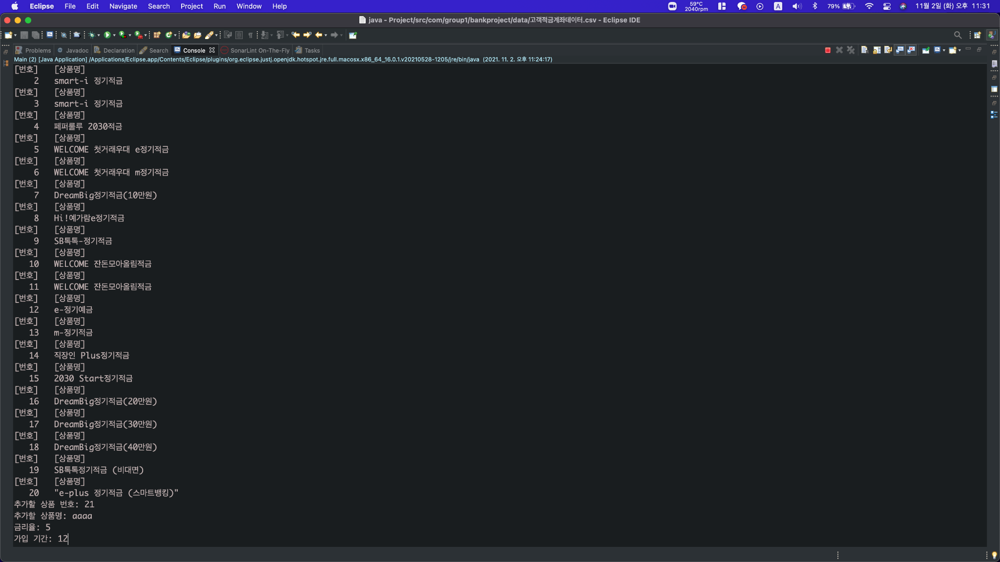 Eclipse File Edit Navigate Search Project Run Window Help 59°C 2040rpm A 79% 11월 2일 (화) 오후 11:31
java - Project/src/com/group1/bankproject/data/고객적금계좌데이터.csv - Eclipse IDE
Problems Javadoc Declaration Search Console SonarLint On-The-Fly Tasks
Main (2) [Java Application] /Applications/Eclipse.app/Contents/Eclipse/plugins/org.eclipse.justj.openjdk.hotspot.jre.full.macosx.x86_64_16.0.1.v20210528-1205/jre/bin/java (2021. 11. 2. 오후 11:24:17)
[번호] [상품명]
2 smart-i 정기적금
[번호] [상품명]
3 smart-i 정기적금
[번호] [상품명]
4 페퍼룰루 2030적금
[번호] [상품명]
5 WELCOME 첫거래우대 e정기적금
[번호] [상품명]
6 WELCOME 첫거래우대 m정기적금
[번호] [상품명]
7 DreamBig정기적금(10만원)
[번호] [상품명]
8 Hi!예가람e정기적금
[번호] [상품명]
9 SB톡톡-정기적금
[번호] [상품명]
10 WELCOME 잔돈모아올림적금
[번호] [상품명]
11 WELCOME 잔돈모아올림적금
[번호] [상품명]
12 e-정기예금
[번호] [상품명]
13 m-정기적금
[번호] [상품명]
14 직장인 Plus정기적금
[번호] [상품명]
15 2030 Start정기적금
[번호] [상품명]
16 DreamBig정기적금(20만원)
[번호] [상품명]
17 DreamBig정기적금(30만원)
[번호] [상품명]
18 DreamBig정기적금(40만원)
[번호] [상품명]
19 SB톡톡정기적금 (비대면)
[번호] [상품명]
20 "e-plus 정기적금 (스마트뱅킹)"
추가할 상품 번호: 21
추가할 상품명: aaaa
금리율: 5
가입 기간: 12